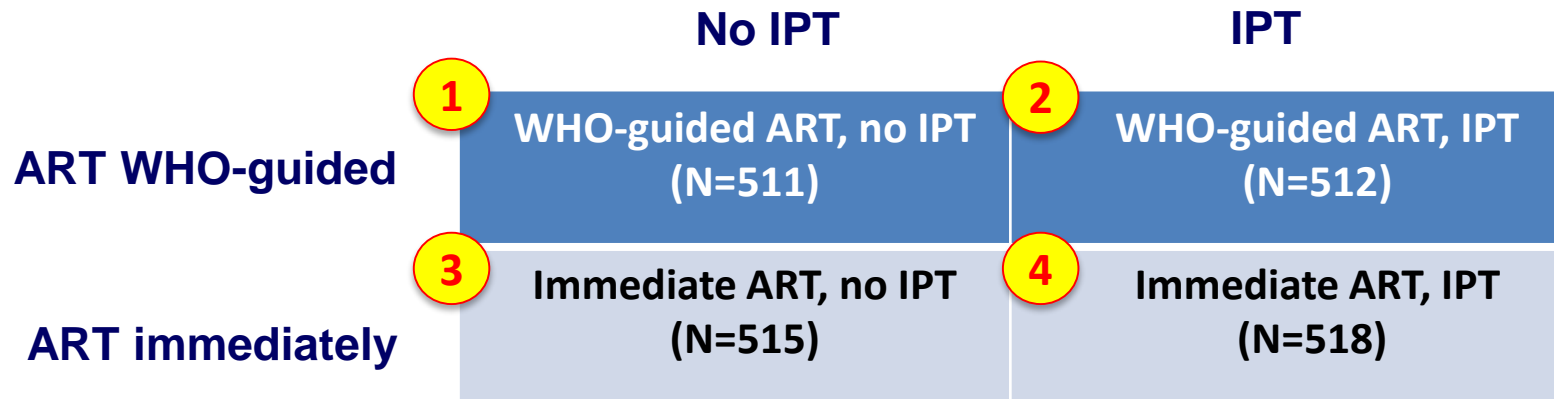 No IPT IPT
1 2
WHO-guided ART, no IPT WHO-guided ART, IPT
ART WHO-guided (N=511) (N=512)
3 4
Immediate ART, no IPT Immediate ART, IPT
ART immediately (N=515) (N=518)